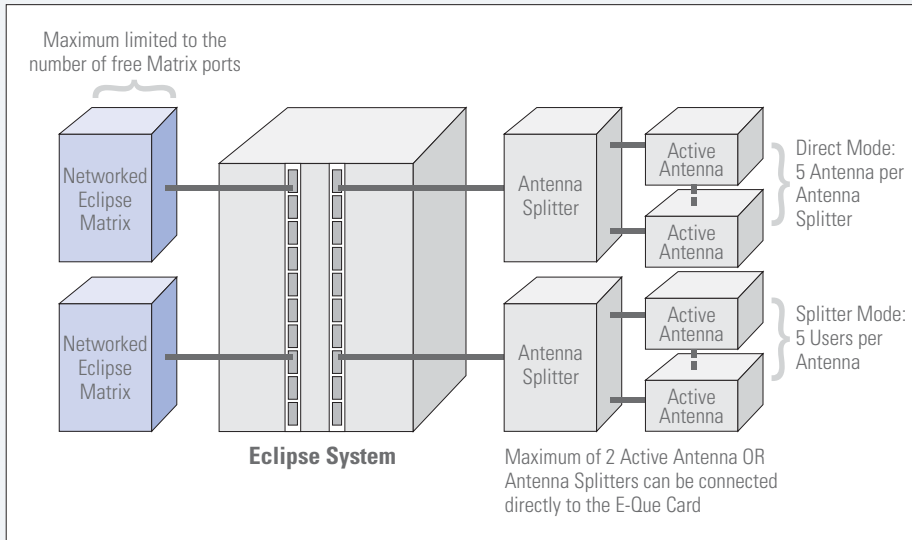 Maximum limited to the
number of free Matrix ports
Networked
Eclipse
Matrix
Networked
Eclipse
Matrix
Eclipse System
Antenna
Splitter
Antenna
Splitter
Active
Antenna
Active
Antenna
Direct Mode:
5 Antenna per
Antenna
Splitter
Active
Antenna
Active
Antenna
Splitter Mode:
5 Users per
Antenna
Maximum of 2 Active Antenna OR
Antenna Splitters can be connected
directly to the E-Que Card